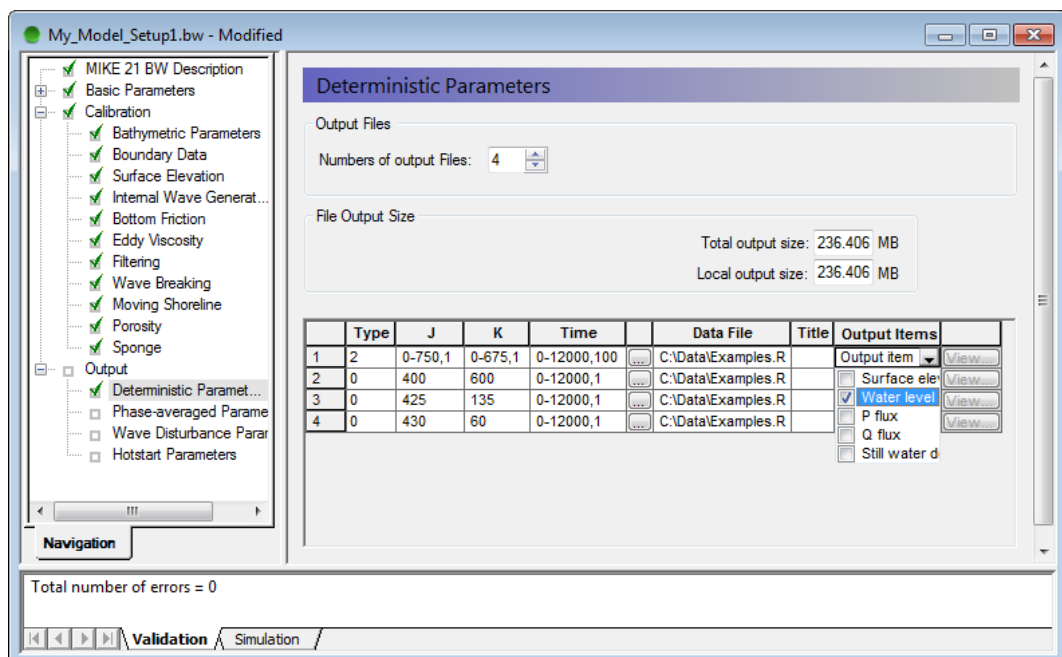 My_Model_Setup1.bw - Modified
MIKE 21 BW Description
Basic Parameters
Calibration
Bathymetric Parameters
Boundary Data
Surface Elevation
Internal Wave Generat...
Bottom Friction
Eddy Viscosity
Filtering
Wave Breaking
Moving Shoreline
Porosity
Sponge
Output
Deterministic Paramet...
Phase-averaged Parame
Wave Disturbance Parar
Hotstart Parameters
Navigation
Deterministic Parameters
Output Files
Numbers of output Files: 4
File Output Size
Total output size: 236.406 MB
Local output size: 236.406 MB
Type J K Time Data File Title Output Items
1 2 0-750,1 0-675,1 0-12000,100 ... C:\Data\Examples.R Output item View...
2 0 400 600 0-12000,1 ... C:\Data\Examples.R Surface ele View...
3 0 425 135 0-12000,1 ... C:\Data\Examples.R Water level View...
4 0 430 60 0-12000,1 ... C:\Data\Examples.R P flux View...
Q flux
Still water d
Total number of errors = 0
Validation Simulation